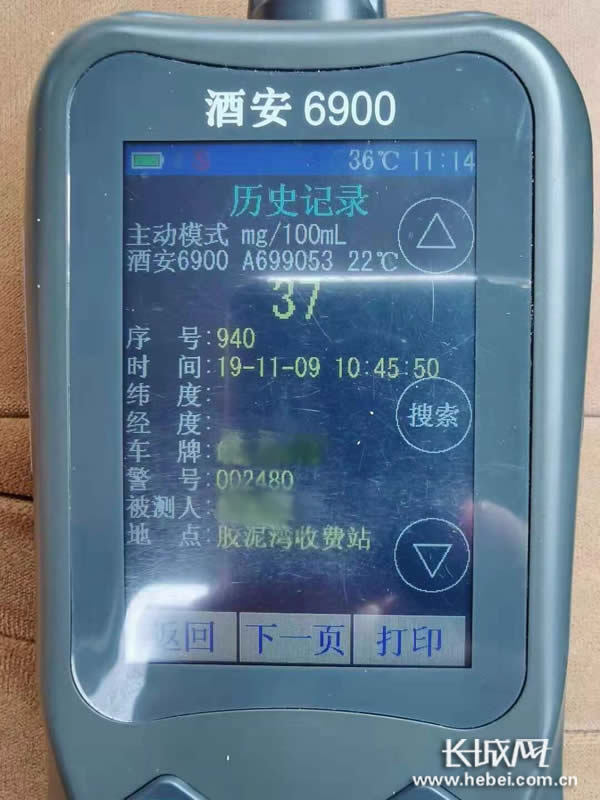 酒安 6900
36℃ 11:14
历史记录
主动模式 mg/100mL
酒安6900 A699053 22℃
37
序 号:940
时 间:19-11-09 10:45:50
纬 度:
经 度:
搜索
车 牌:
警 号:002480
被测人:
地 点:胶泥湾收费站
返回 下一页 打印
长城网
www.hebei.com.cn